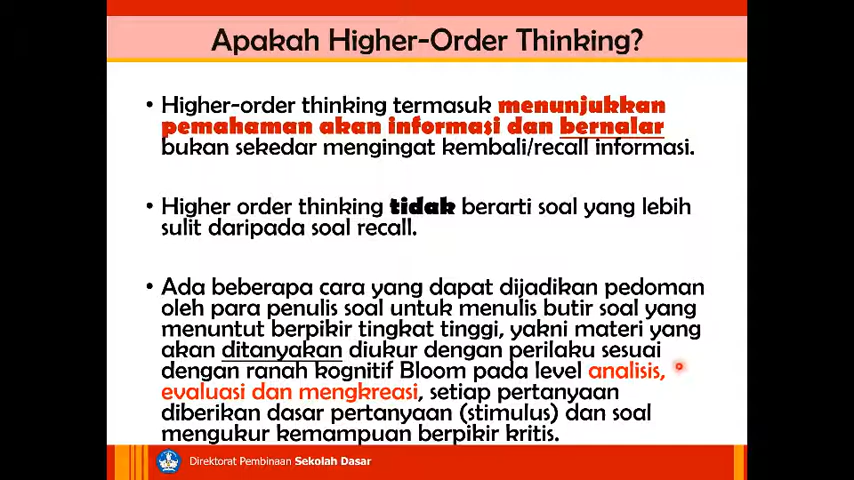 Apakah Higher-Order Thinking?
• Higher-order thinking termasuk menunjukkan
pemahaman akan informasi dan bernalar
bukan sekedar mengingat kembali/recall informasi.
• Higher order thinking tidak berarti soal yang lebih
sulit daripada soal recall.
• Ada beberapa cara yang dapat dijadikan pedoman
oleh para penulis soal untuk menulis butir soal yang
menuntut berpikir tingkat tinggi, yakni materi yang
akan ditanyakan diukur dengan perilaku sesuai
dengan ranah kognitif Bloom pada level analisis,
evaluasi dan mengkreasi, setiap pertanyaan
diberikan dasar pertanyaan (stimulus) dan soal
mengukur kemampuan berpikir kritis.
Direktorat Pembinaan Sekolah Dasar